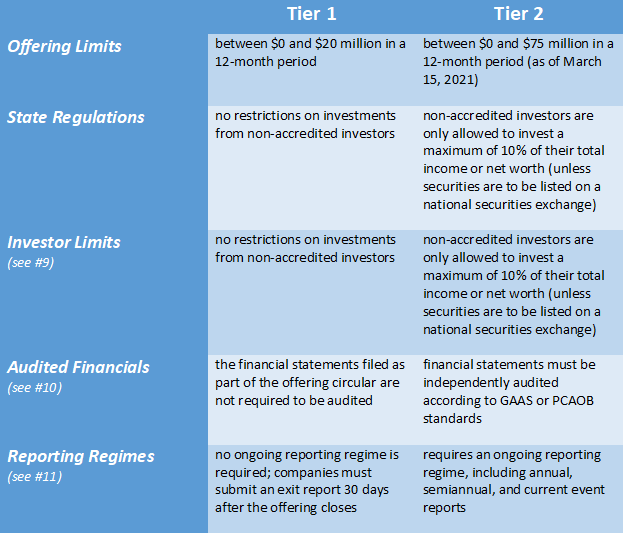 Tier 1
Tier 2
Offering Limits
between $0 and $20 million in a
12-month period
between $0 and $75 million in a
12-month period (as of March
15, 2021)
State Regulations
no restrictions on investments
from non-accredited investors
non-accredited investors are
only allowed to invest a
maximum of 10% of their total
income or net worth (unless
securities are to be listed on a
national securities exchange)
Investor Limits
(see #9)
no restrictions on investments
from non-accredited investors
non-accredited investors are
only allowed to invest a
maximum of 10% of their total
income or net worth (unless
securities are to be listed on a
national securities exchange)
Audited Financials
(see #10)
the financial statements filed as
part of the offering circular are
not required to be audited
financial statements must be
independently audited
according to GAAS or PCAOB
standards
Reporting Regimes
(see #11)
no ongoing reporting regime is
required; companies must
submit an exit report 30 days
after the offering closes
requires an ongoing reporting
regime, including annual,
semiannual, and current event
reports